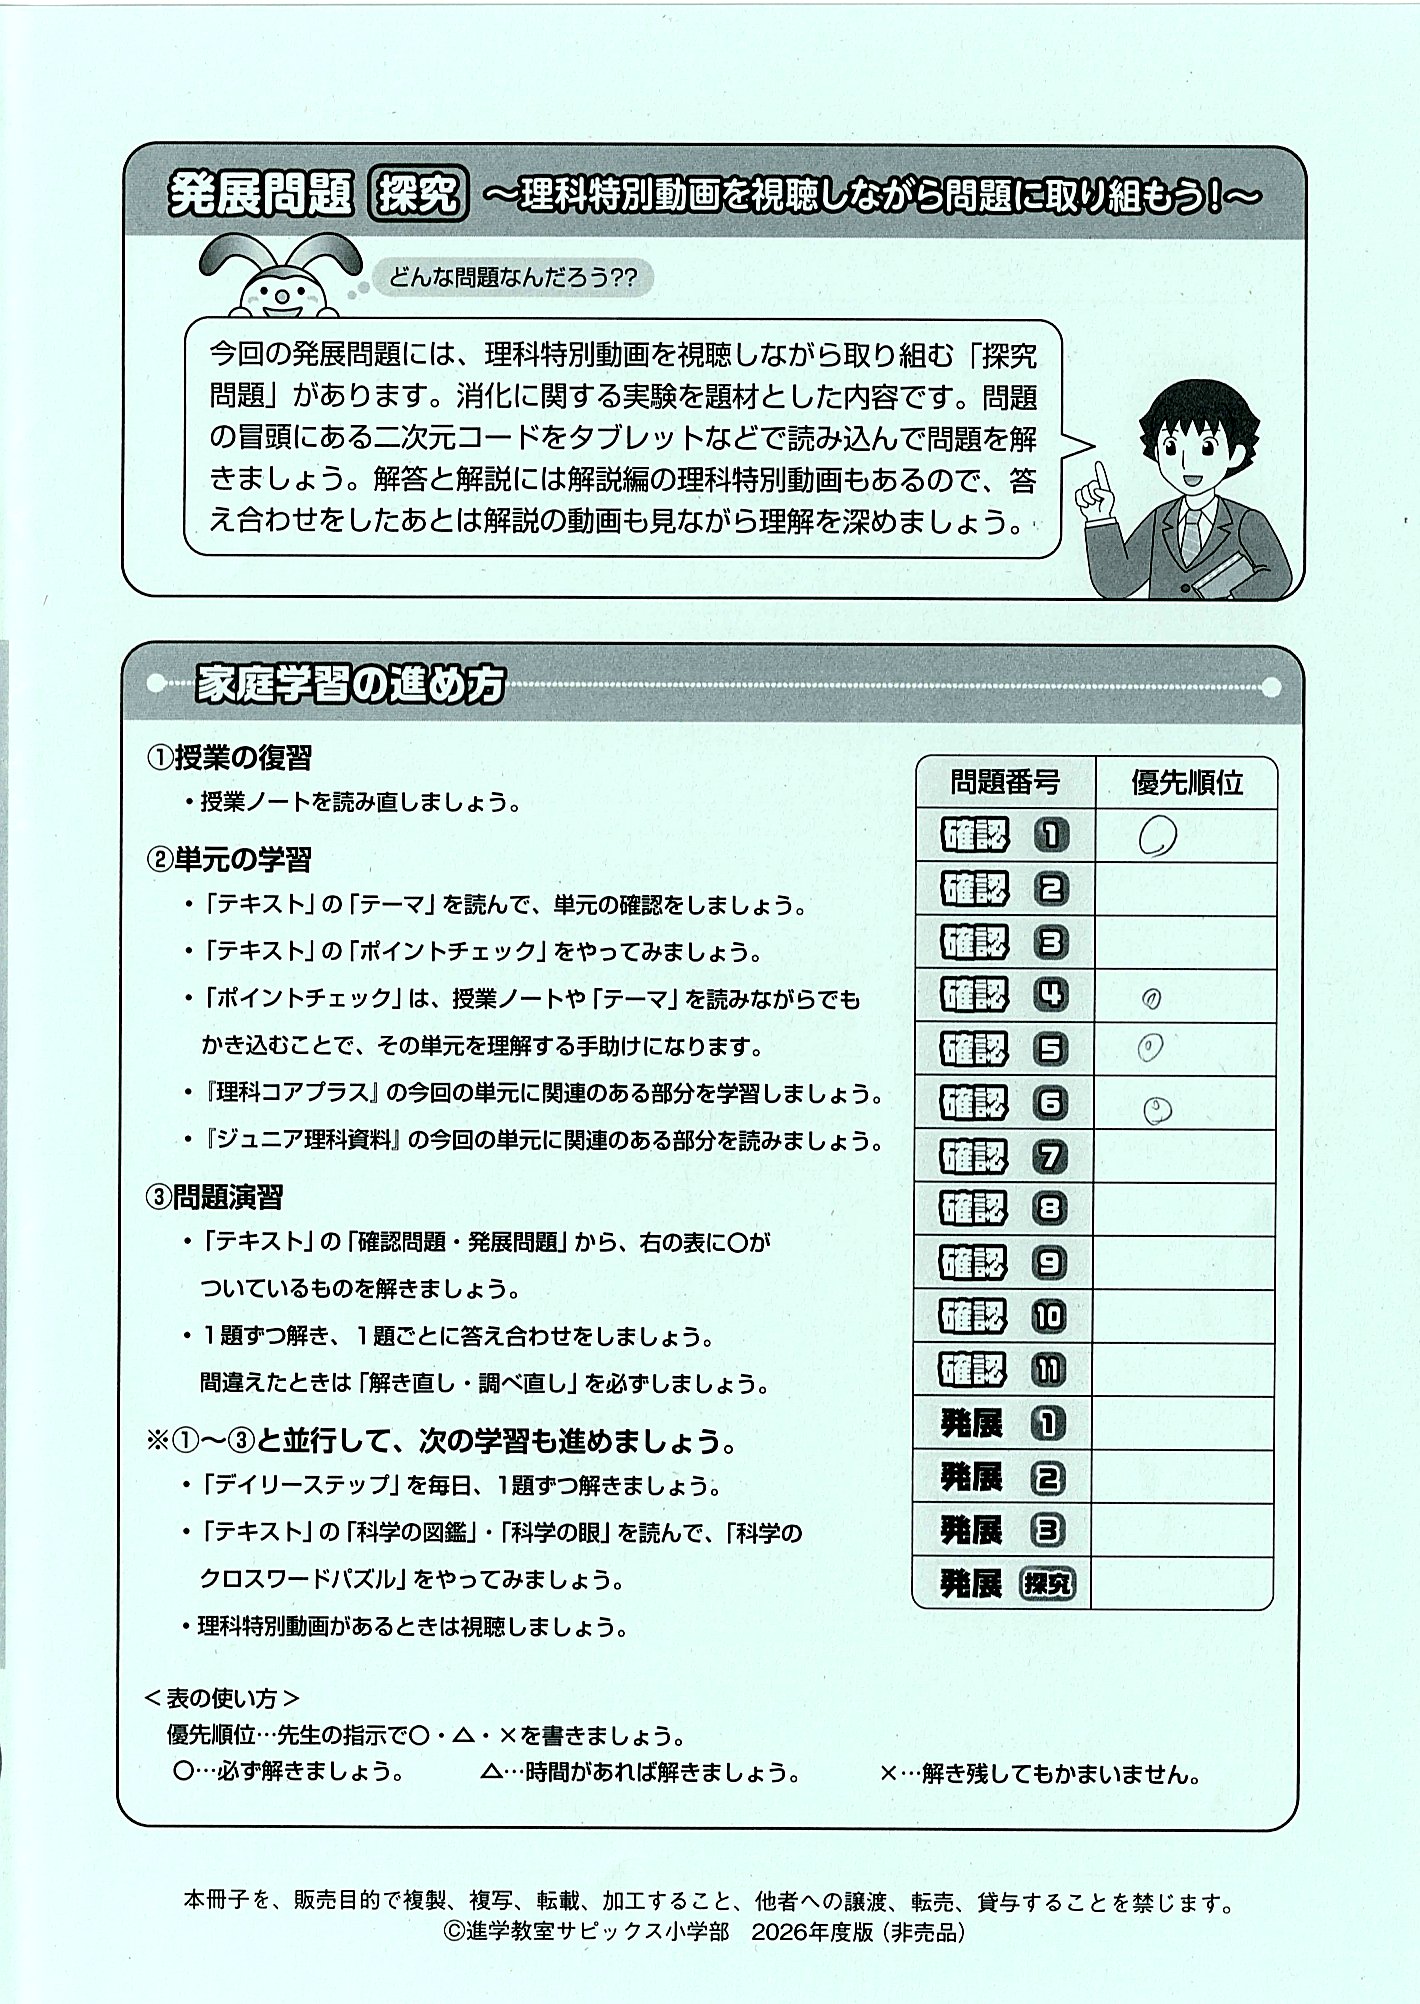 発展問題 探究 ～理科特別動画を視聴しながら問題に取り組もう！～
どんな問題なんだろう??
今回の発展問題には、理科特別動画を視聴しながら取り組む「探究
問題」があります。消化に関する実験を題材とした内容です。問題
の冒頭にある二次元コードをタブレットなどで読み込んで問題を解
きましょう。解答と解説には解説編の理科特別動画もあるので、答
え合わせをしたあとは解説の動画も見ながら理解を深めましょう。
家庭学習の進め方
①授業の復習
・授業ノートを読み直しましょう。
②単元の学習
・「テキスト」の「テーマ」を読んで、単元の確認をしましょう。
・「テキスト」の「ポイントチェック」をやってみましょう。
・「ポイントチェック」は、授業ノートや「テーマ」を読みながらでも
かき込むことで、その単元を理解する手助けになります。
・『理科コアプラス』の今回の単元に関連のある部分を学習しましょう。
・『ジュニア理科資料』の今回の単元に関連のある部分を読みましょう。
③問題演習
・「テキスト」の「確認問題・発展問題」から、右の表に〇が
ついているものを解きましょう。
・１題ずつ解き、１題ごとに答え合わせをしましょう。
間違えたときは「解き直し・調べ直し」を必ずしましょう。
※①～③と並行して、次の学習も進めましょう。
・「デイリーステップ」を毎日、1題ずつ解きましょう。
・「テキスト」の「科学の図鑑」・「科学の眼」を読んで、「科学の
クロスワードパズル」をやってみましょう。
・理科特別動画があるときは視聴しましょう。
問題番号 優先順位
確認 1 〇
確認 2
確認 3
確認 4 ◎
確認 5 ◎
確認 6 ◎
確認 7
確認 8
確認 9
確認 10
確認 11
発展 1
発展 2
発展 3
発展 探究
＜表の使い方＞
優先順位…先生の指示で〇・△・×を書きましょう。
〇…必ず解きましょう。 △…時間があれば解きましょう。 ×…解き残してもかまいません。
本冊子を、販売目的で複製、複写、転載、加工すること、他者への譲渡、転売、貸与することを禁じます。
©進学教室サピックス小学部 2026年度版（非売品）